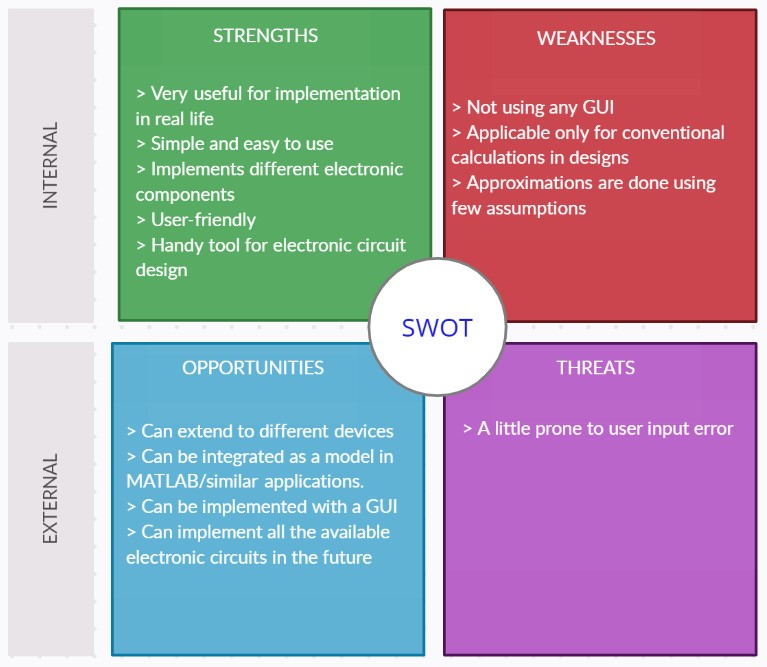 INTERNAL
STRENGTHS
> Very useful for implementation
in real life
> Simple and easy to use
> Implements different electronic
components
> User-friendly
> Handy tool for electronic circuit
design
WEAKNESSES
> Not using any GUI
> Applicable only for conventional
calculations in designs
> Approximations are done using
few assumptions
SWOT
EXTERNAL
OPPORTUNITIES
> Can extend to different devices
> Can be integrated as a model in
MATLAB/similar applications.
> Can be implemented with a GUI
> Can implement all the available
electronic circuits in the future
THREATS
> A little prone to user input error